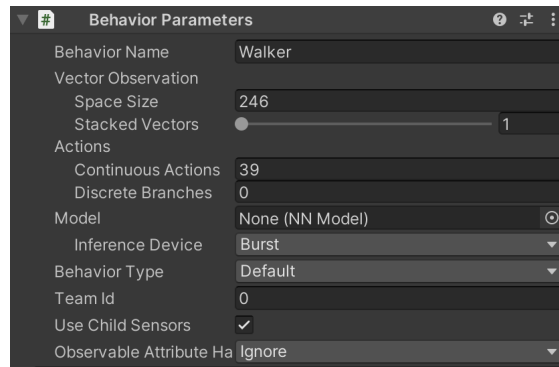 # Behavior Parameters
Behavior Name Walker
Vector Observation
Space Size 246
Stacked Vectors 1
Actions
Continuous Actions 39
Discrete Branches 0
Model None (NN Model)
Inference Device Burst
Behavior Type Default
Team Id 0
Use Child Sensors
Observable Attribute Ha Ignore